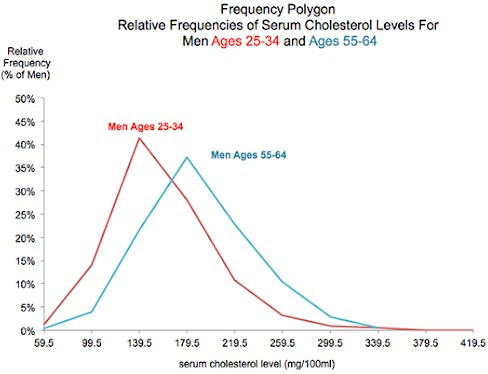 Frequency Polygon
Relative Frequencies of Serum Cholesterol Levels For
Men Ages 25-34 and Ages 55-64
Relative
Frequency
(% of Men)
50%
45%
40%
35%
30%
25%
20%
15%
10%
5%
0%
Men Ages 25-34
Men Ages 55-64
59.5 99.5 139.5 179.5 219.5 259.5 299.5 339.5 379.5 419.5
serum cholesterol level (mg/100ml)